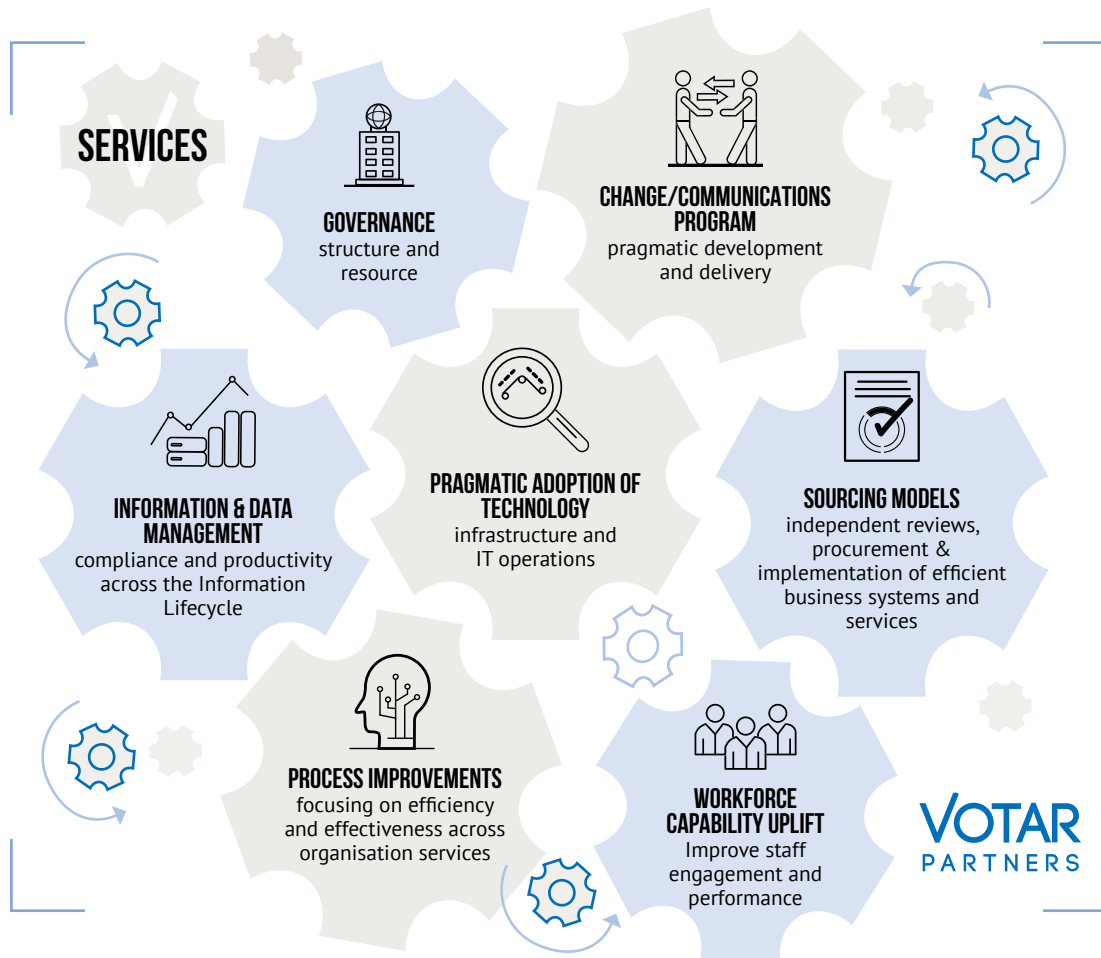 SERVICES
GOVERNANCE
structure and
resource
CHANGE/COMMUNICATIONS
PROGRAM
pragmatic development
and delivery
INFORMATION & DATA
MANAGEMENT
compliance and productivity
across the Information
Lifecycle
PRAGMATIC ADOPTION OF
TECHNOLOGY
infrastructure and
IT operations
SOURCING MODELS
independent reviews,
procurement &
implementation of efficient
business systems and
services
PROCESS IMPROVEMENTS
focusing on efficiency
and effectiveness across
organisation services
WORKFORCE
CAPABILITY UPLIFT
Improve staff
engagement and
performance
VOTAR
PARTNERS